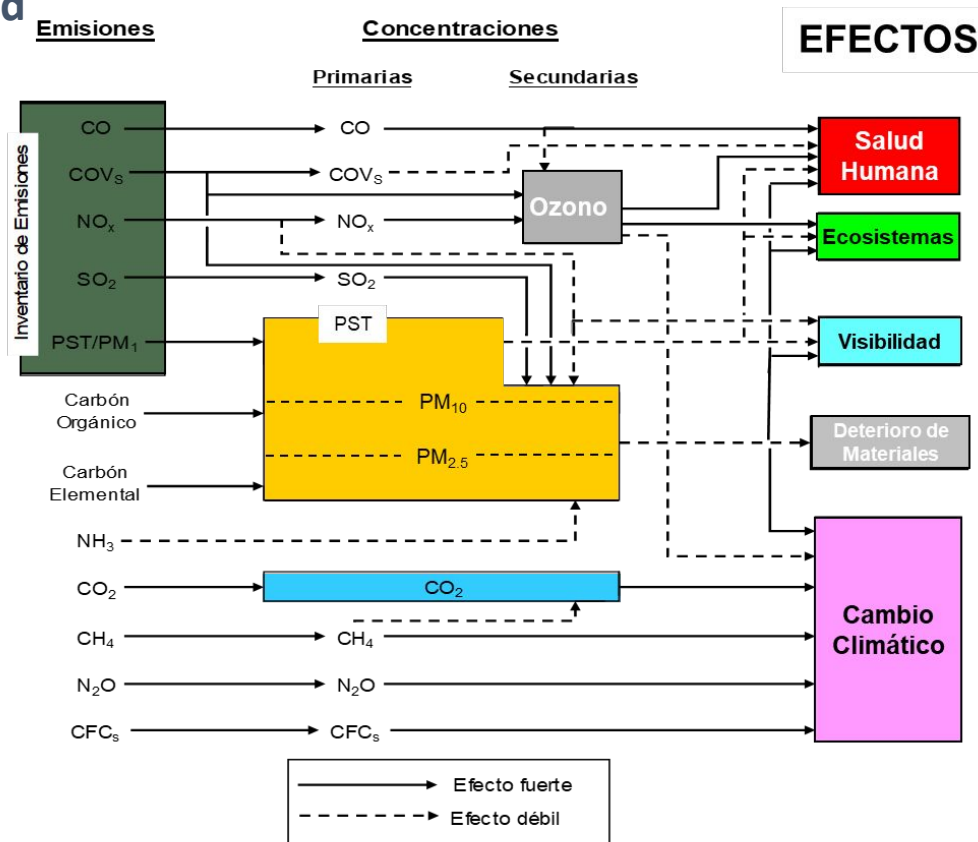 d
Emisiones
Concentraciones
EFECTOS
Primarias
Secundarias
Inventario de Emisiones
CO
CO
COVS
COVS
NOx
NOx
SO2
SO2
PST/PM1
PST
Ozono
Salud
Humana
Ecosistemas
Visibilidad
Carbón
Orgánico
PM10
Deterioro de
Materiales
PM2.5
Carbón
Elemental
NH3
CO2
CO2
CH4
CH4
Cambio
Climático
N2O
N2O
CFCs
CFCs
Efecto fuerte
Efecto débil